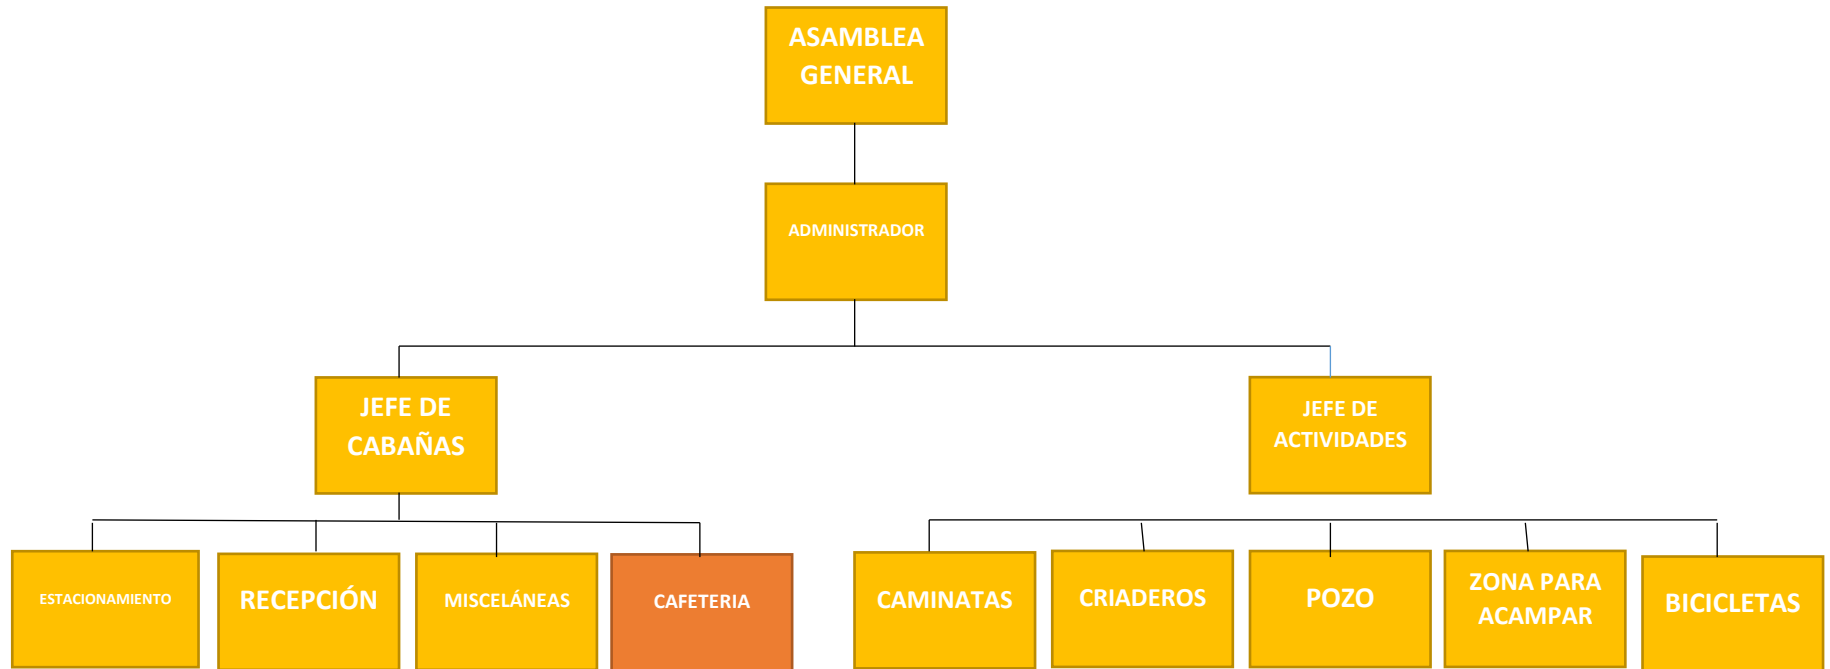 ASAMBLEA
GENERAL
ADMINISTRADOR
JEFE DE
CABAÑAS
JEFE DE
ACTIVIDADES
ESTACIONAMIENTO
RECEPCIÓN
MISCELÁNEAS
CAFETERIA
CAMINATAS
CRIADEROS
POZO
ZONA PARA
ACAMPAR
BICICLETAS